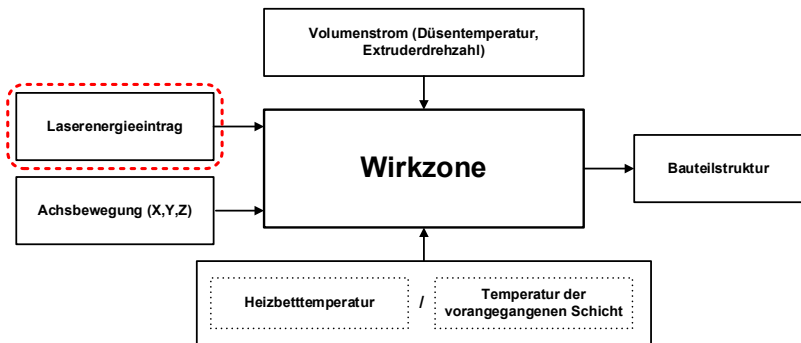 Volumenstrom (Düsentemperatur,
Extruderdrehzahl)
Laserenergieeintrag
Wirkzone
Bauteilstruktur
Achsbewegung (X,Y,Z)
Heizbetttemperatur / Temperatur der
vorangegangenen Schicht